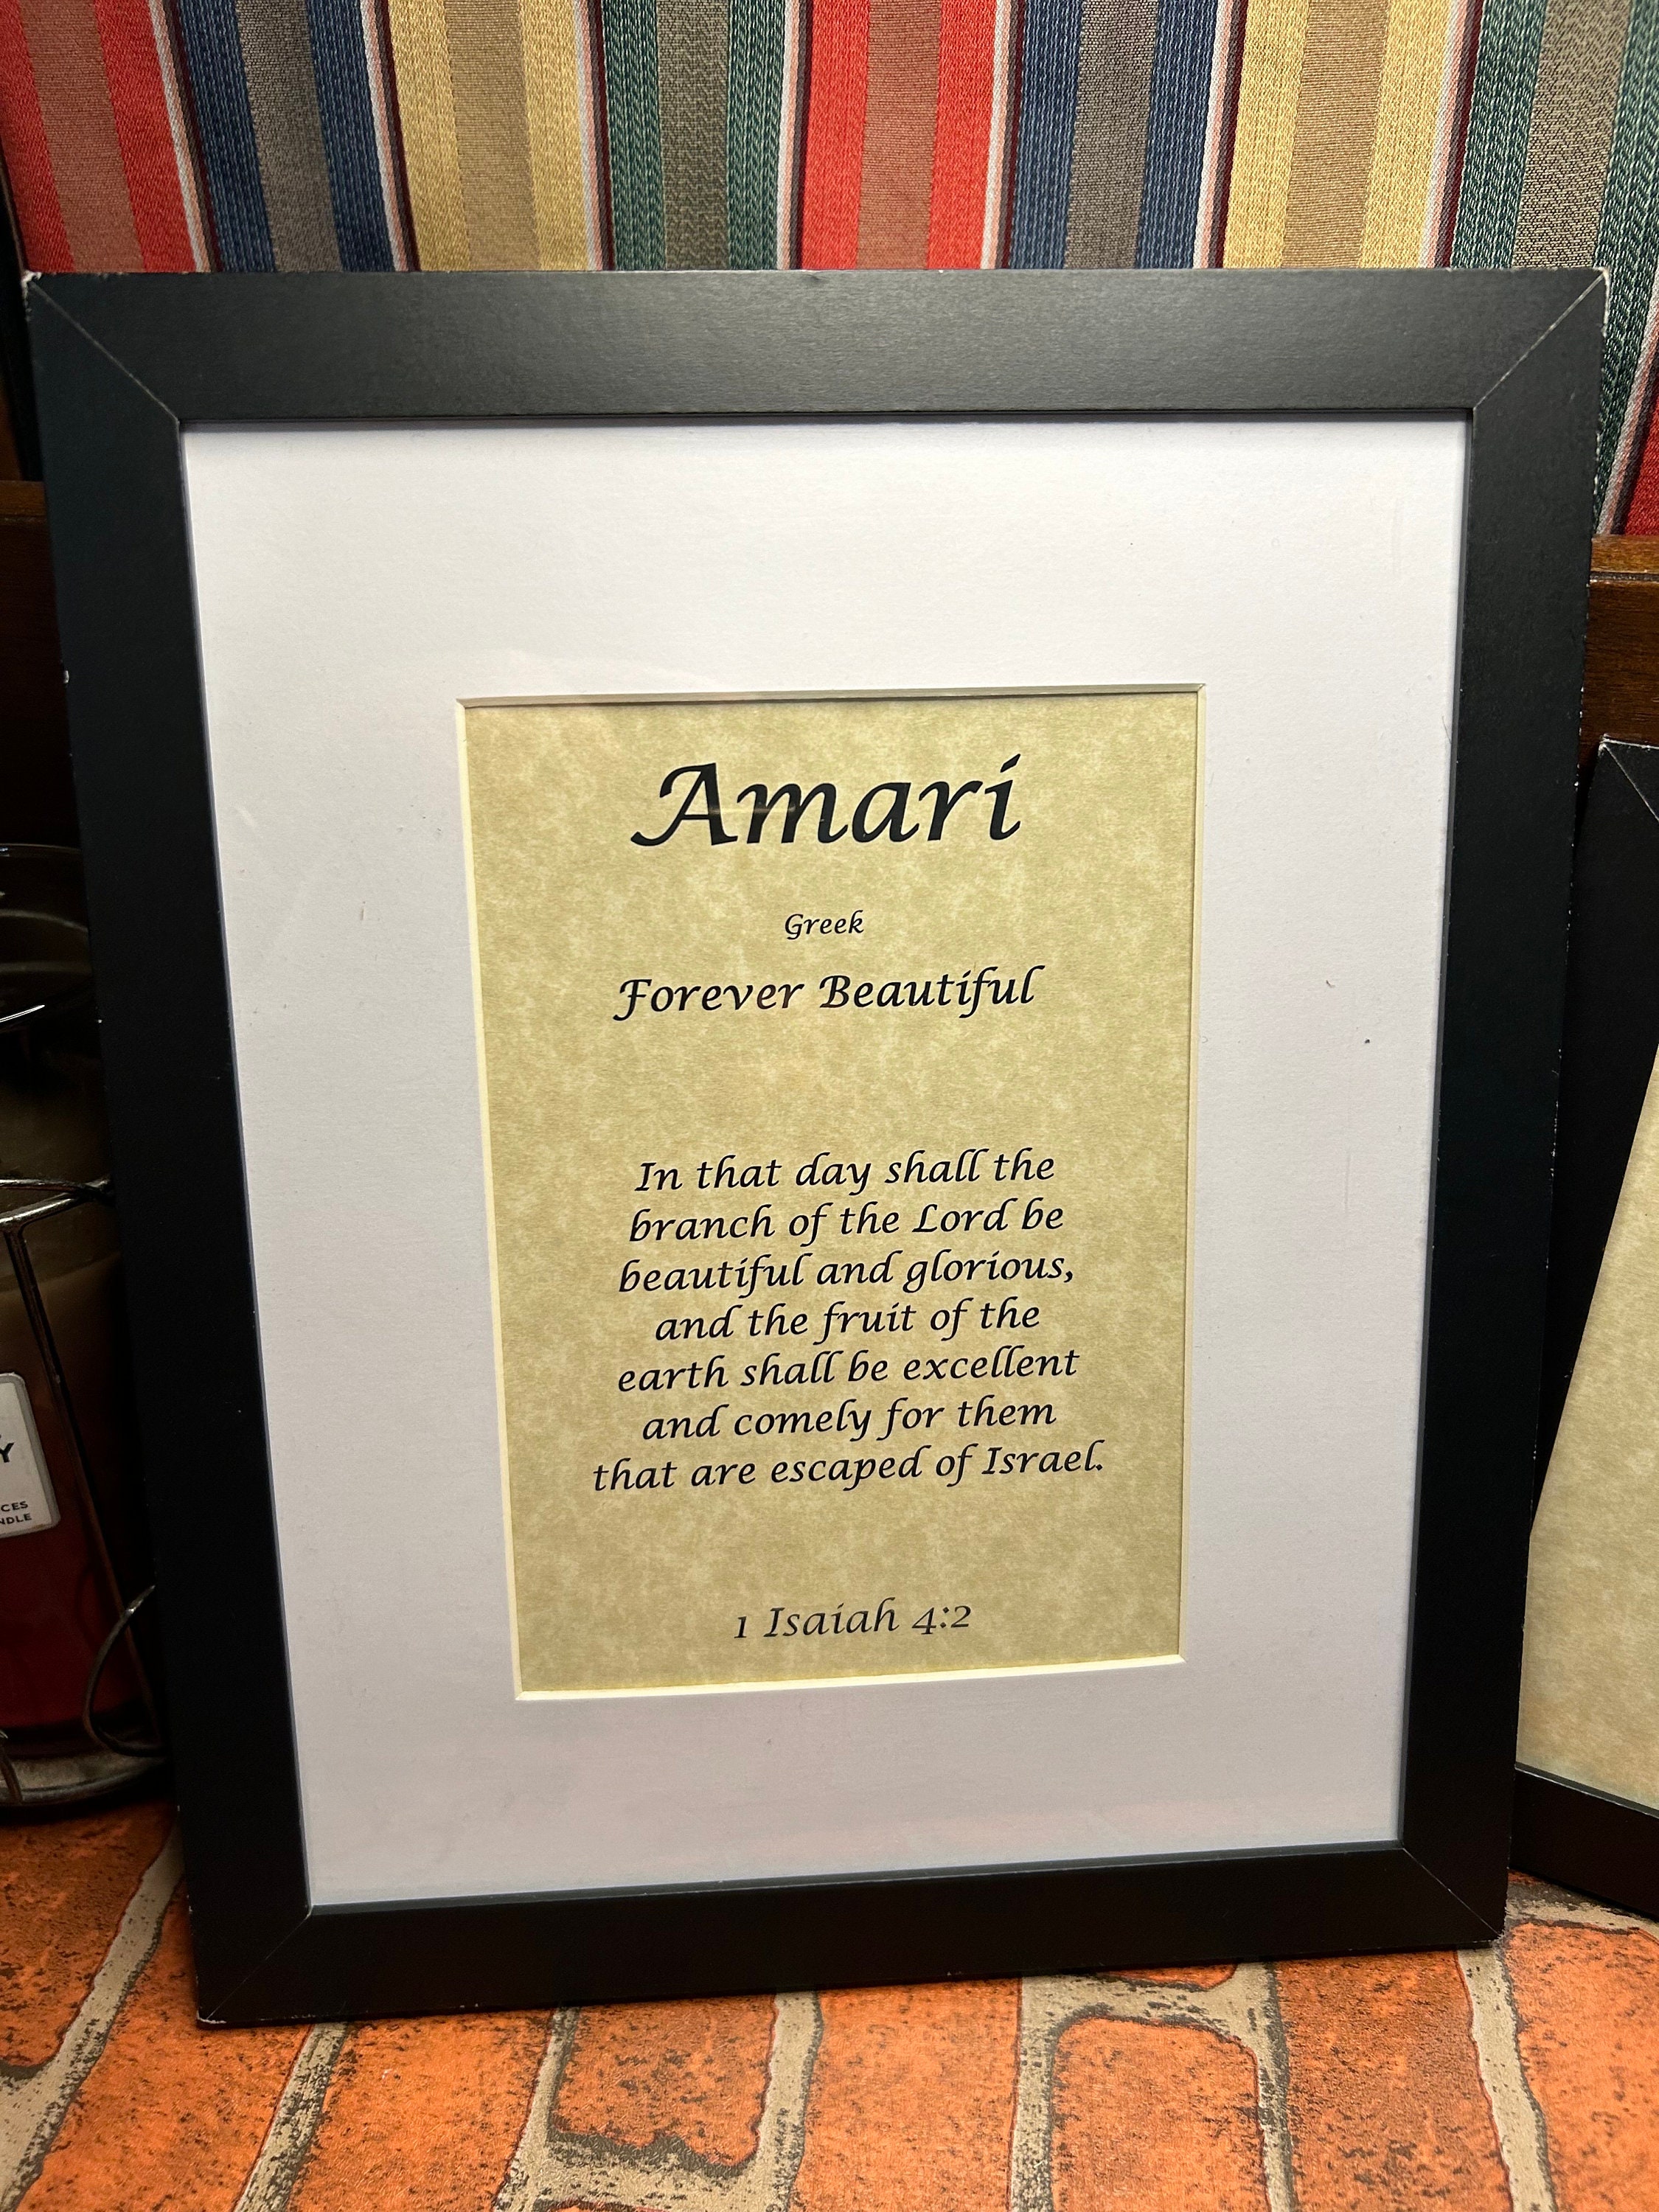 Amari
Greek
Forever Beautiful
In that day shall the
branch of the Lord be
beautiful and glorious,
and the fruit of the
earth shall be excellent
and comely for them
that are escaped of Israel.
1 Isaiah 4:2
Y
CES
NDLE